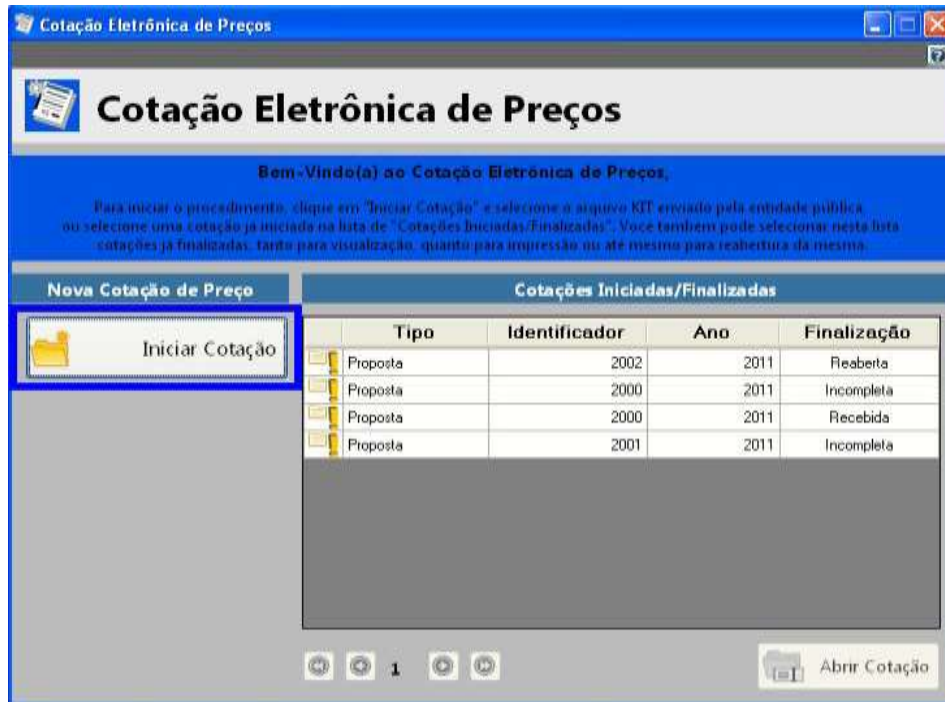 Cotação Eletrônica de Preços
Cotação Eletrônica de Preços
Bem-Vindo(a) ao Cotação Eletrônica de Preços,
Para iniciar o procedimento, clique em "Iniciar Cotação" e selecione o arquivo KIT enviado pela entidade pública
ou selecione uma cotação ja iniciada na lista de "Cotações Iniciadas/Finalizadas". Voce tambem pode selecionar nesta lista
cotações ja finalizadas, tanto para visualização, quanto para impressão ou até mesmo para reabertura da mesma.
Nova Cotação de Preço
Cotações Iniciadas/Finalizadas
Iniciar Cotação
Tipo Identificador Ano Finalização
Proposta 2002 2011 Reaberta
Proposta 2000 2011 Incompleta
Proposta 2000 2011 Recebida
Proposta 2001 2011 Incompleta
1
Abrir Cotação